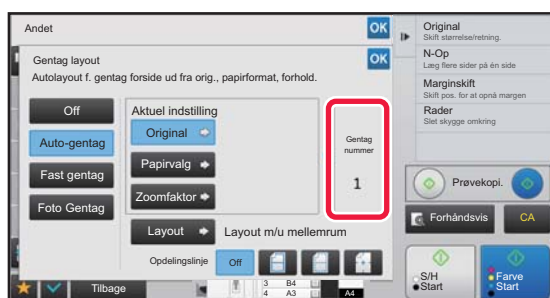 Andet
OK
Gentag layout
OK
Autolayout f. gentag forside ud fra orig., papirformat, forhold.
Off
Auto-gentag
Fast gentag
Foto Gentag
Aktuel indstilling
Original
Papirvalg
Zoomfaktor
Layout
Layout m/u mellemrum
Opdelingslinje
Off
Gentag
nummer
1
Tilbage
3 B4
4 A3
A4
Original
Skift størrelse/retning.
N-Op
Læg flere sider på én side
Marginskift
Skift pos. for at opnå margen
Rader
Slet skygge omkring
Prøvekopi.
Forhåndsvis
CA
S/H
Start
Farve
Start